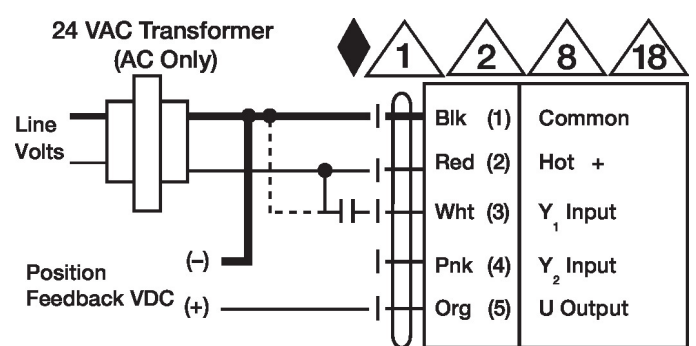 24 VAC Transformer
(AC Only)
1 2 8 18
Line
Volts
Blk (1) Common
Red (2) Hot +
Wht (3) Y1 Input
(–)
Pnk (4) Y2 Input
Position
Feedback VDC (+)
Org (5) U Output